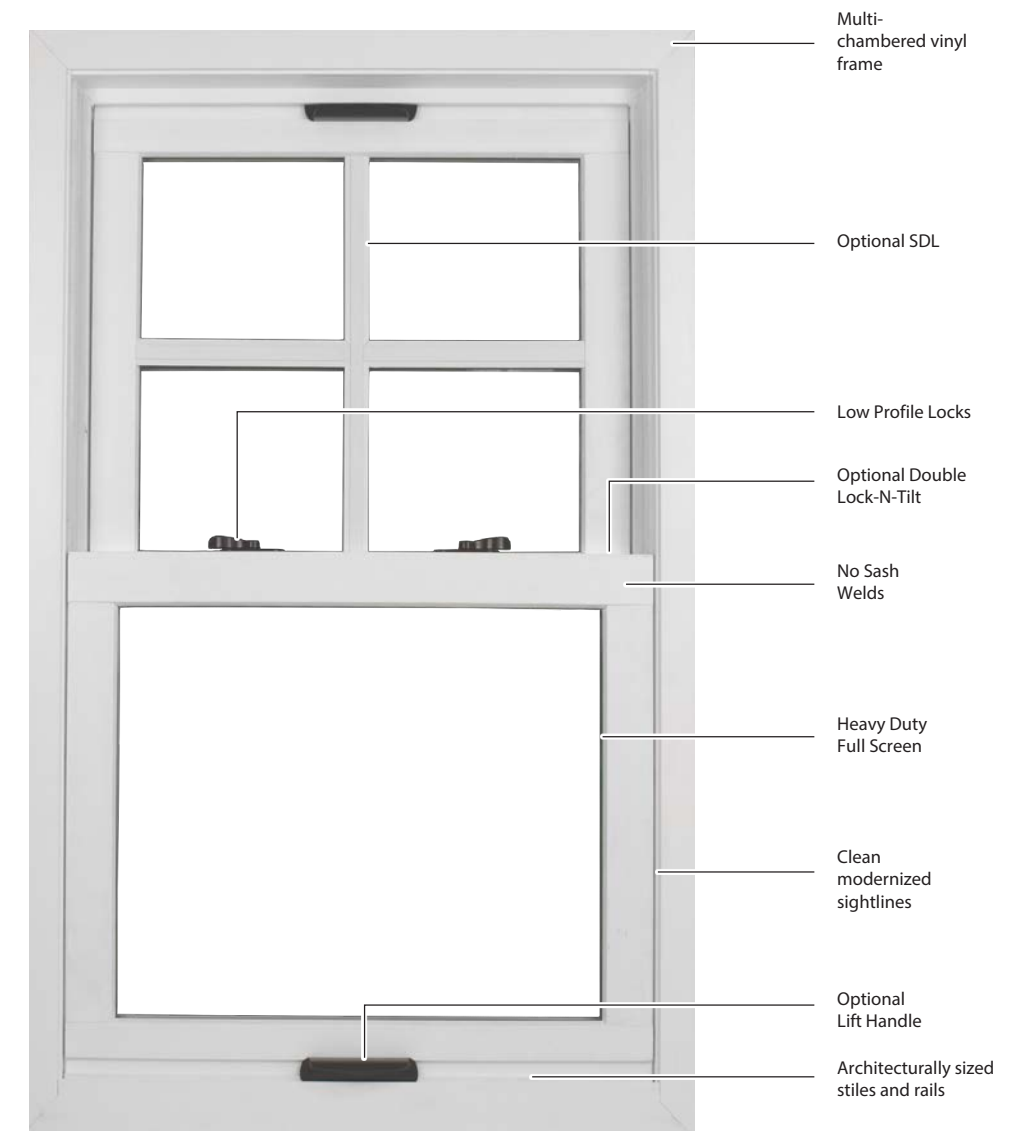 Multi-
chambered vinyl
frame
Optional SDL
Low Profile Locks
Optional Double
Lock-N-Tilt
No Sash
Welds
Heavy Duty
Full Screen
Clean
modernized
sightlines
Optional
Lift Handle
Architecturally sized
stiles and rails